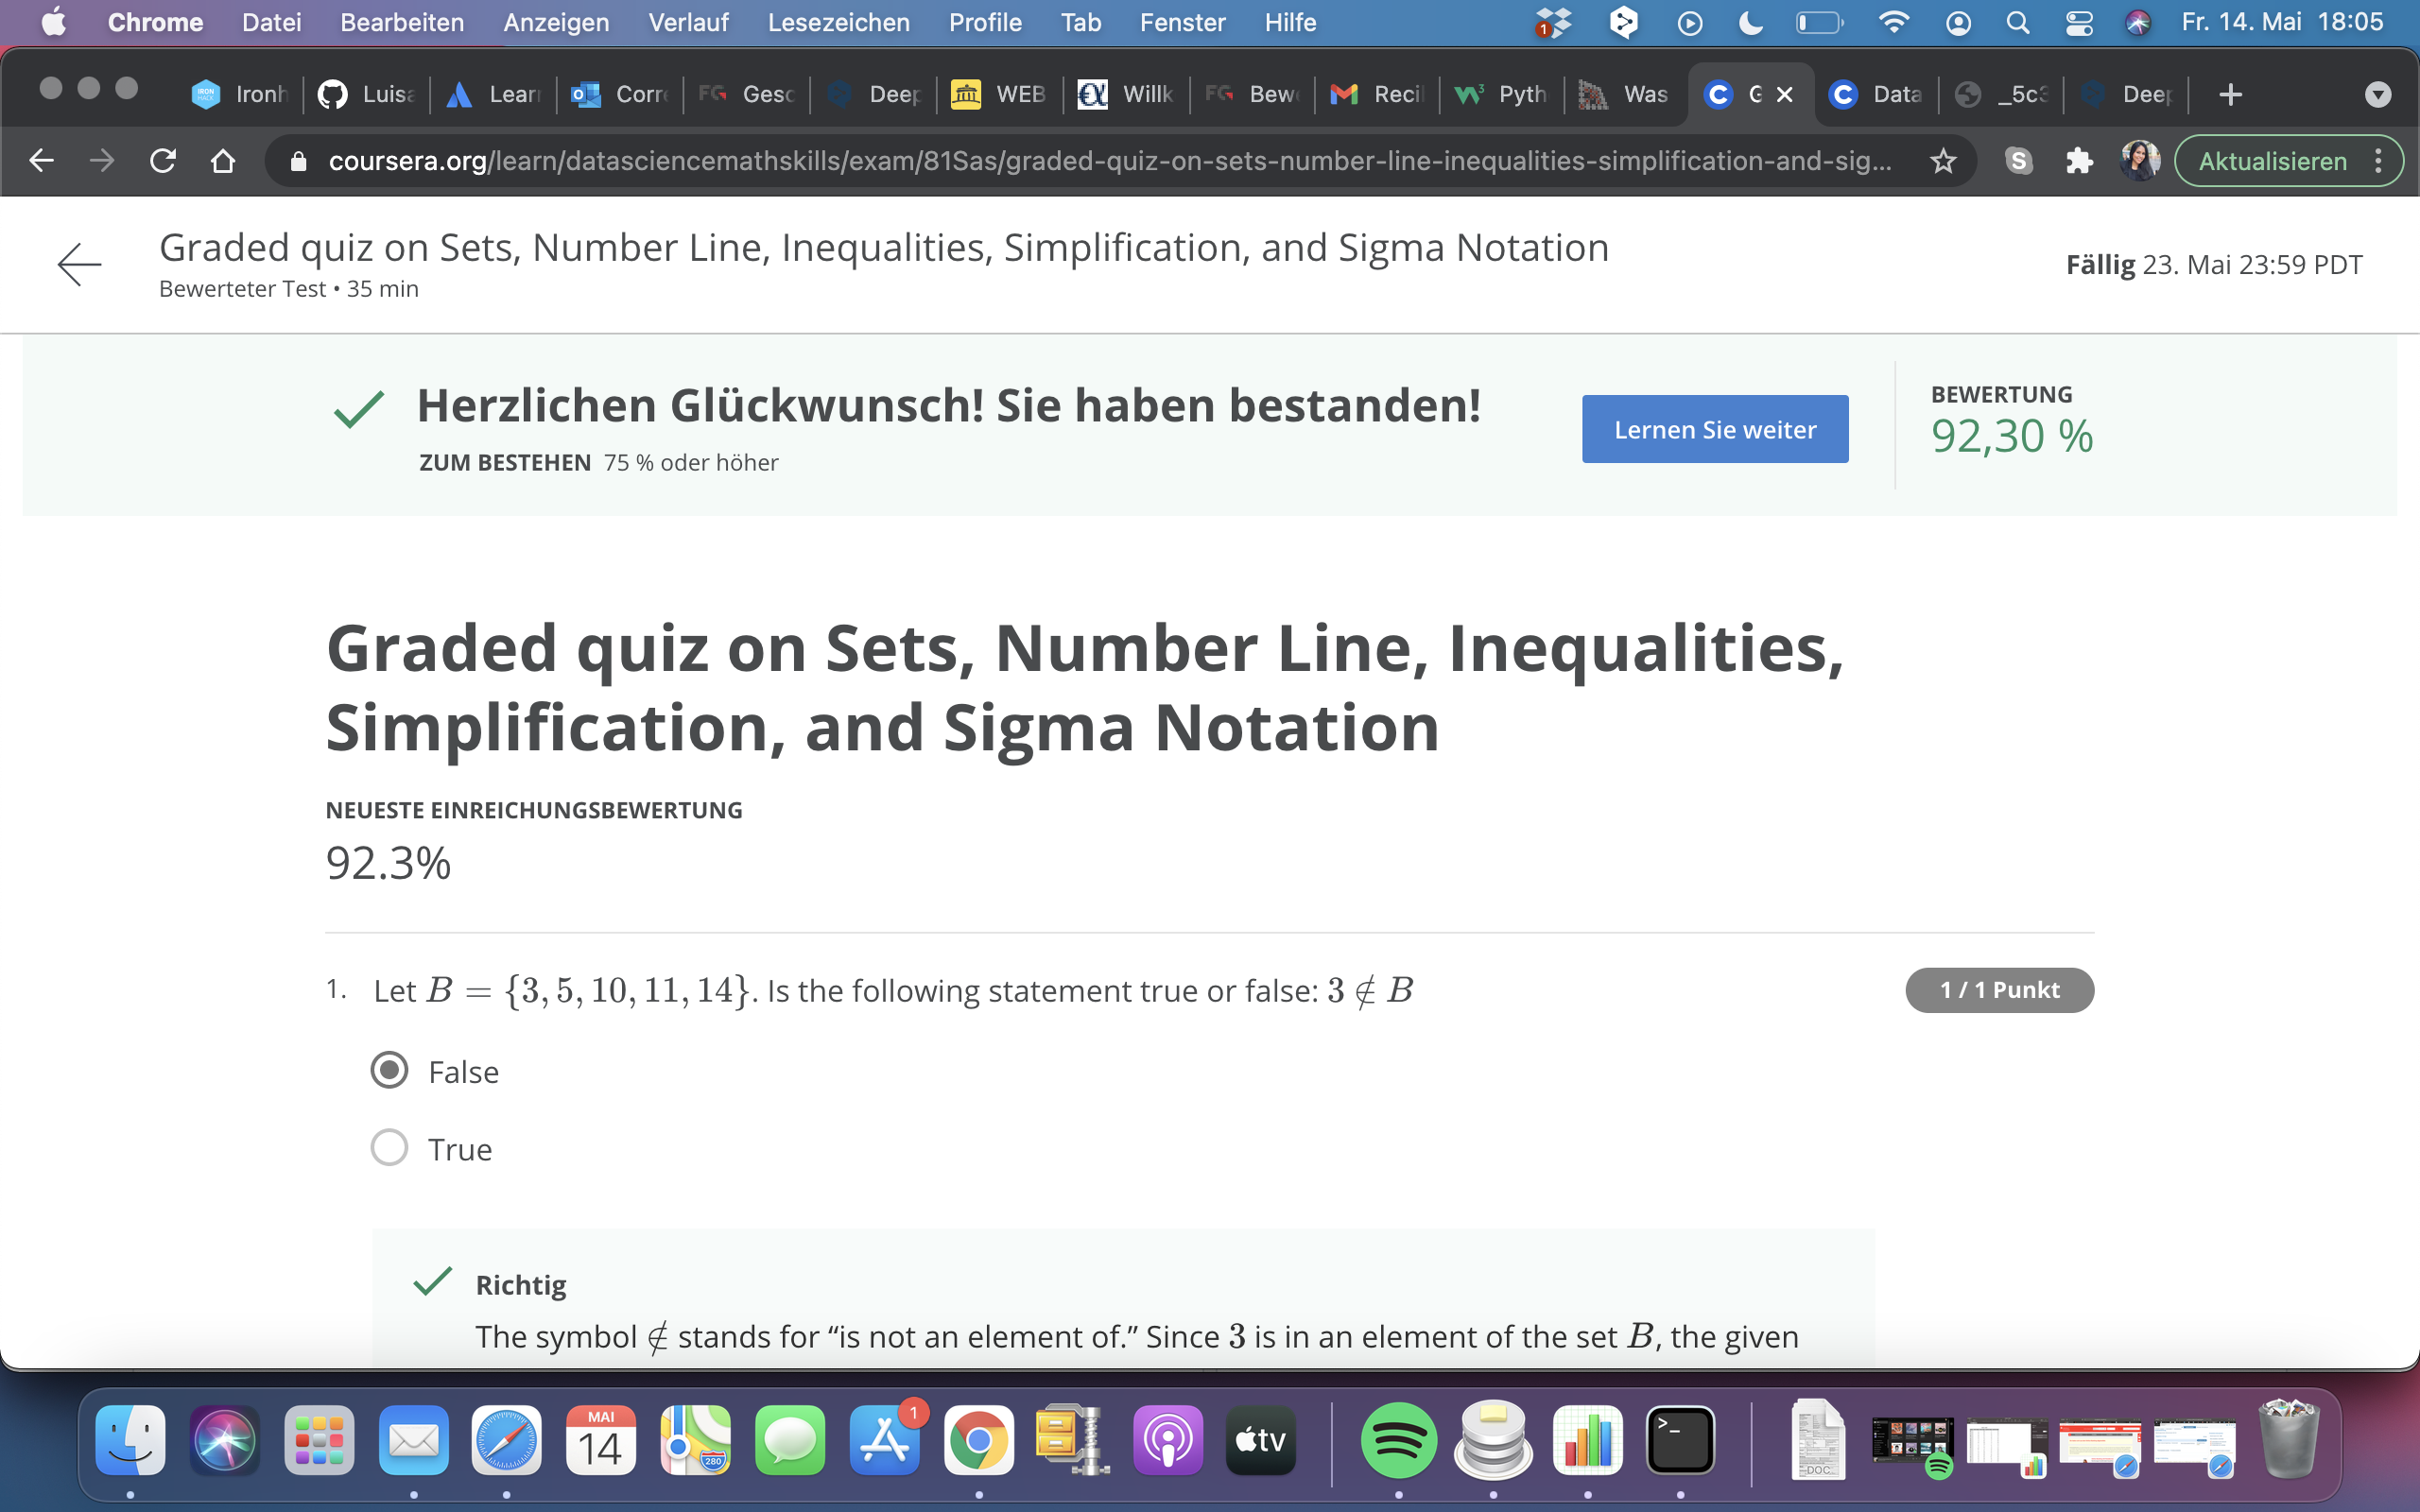 Chrome Datei Bearbeiten Anzeigen Verlauf Lesezeichen Profile Tab Fenster Hilfe 1 Fr. 14. Mai 18:05
Ironh Luisa Lear Corre Gesc Deep WEB Willk Bew Recil Pyth Was G Data _5c3 Deep
coursera.org/learn/datasciencemathskills/exam/81Sas/graded-quiz-on-sets-number-line-inequalities-simplification-and-sig... Aktualisieren
Graded quiz on Sets, Number Line, Inequalities, Simplification, and Sigma Notation
Bewerteter Test • 35 min
Fällig 23. Mai 23:59 PDT
Herzlichen Glückwunsch! Sie haben bestanden!
ZUM BESTEHEN 75 % oder höher
Lernen Sie weiter
BEWERTUNG
92,30 %
Graded quiz on Sets, Number Line, Inequalities,
Simplification, and Sigma Notation
NEUESTE EINREICHUNGSBEWERTUNG
92.3%
1. Let B = {3, 5, 10, 11, 14}. Is the following statement true or false: 3 ∉ B
1 / 1 Punkt
False
True
Richtig
The symbol ∉ stands for “is not an element of.” Since 3 is in an element of the set B, the given
MAI
14
280
1
tv
>_
DOC